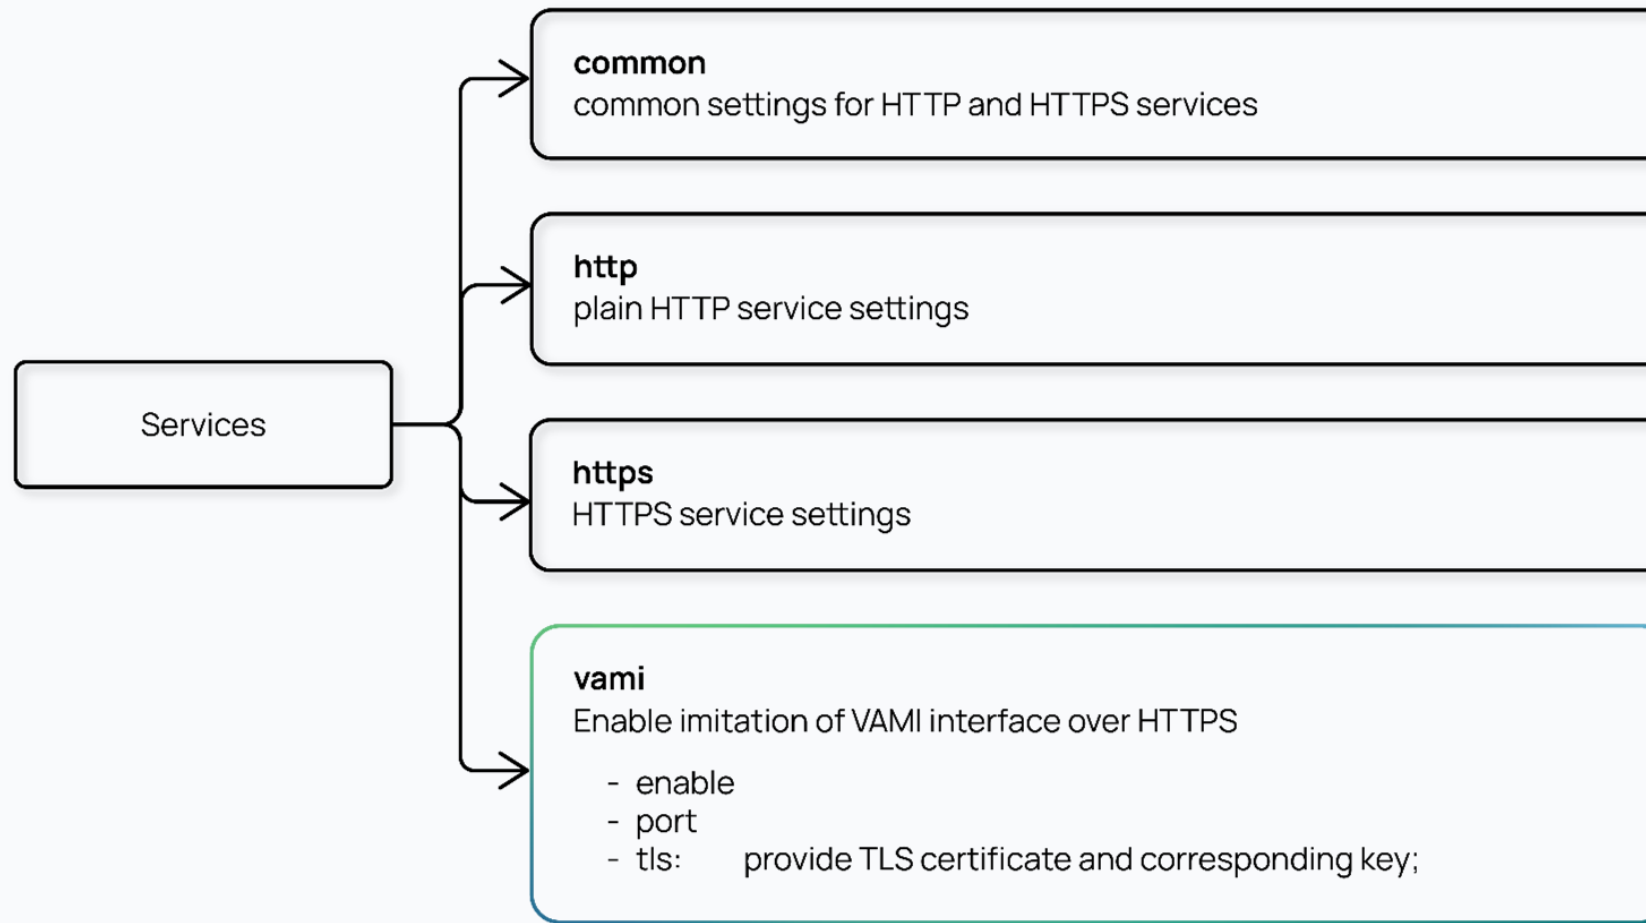 common
common settings for HTTP and HTTPS services
http
plain HTTP service settings
Services
https
HTTPS service settings
vami
Enable imitation of VAMI interface over HTTPS
- enable
- port
- tls: provide TLS certificate and corresponding key;